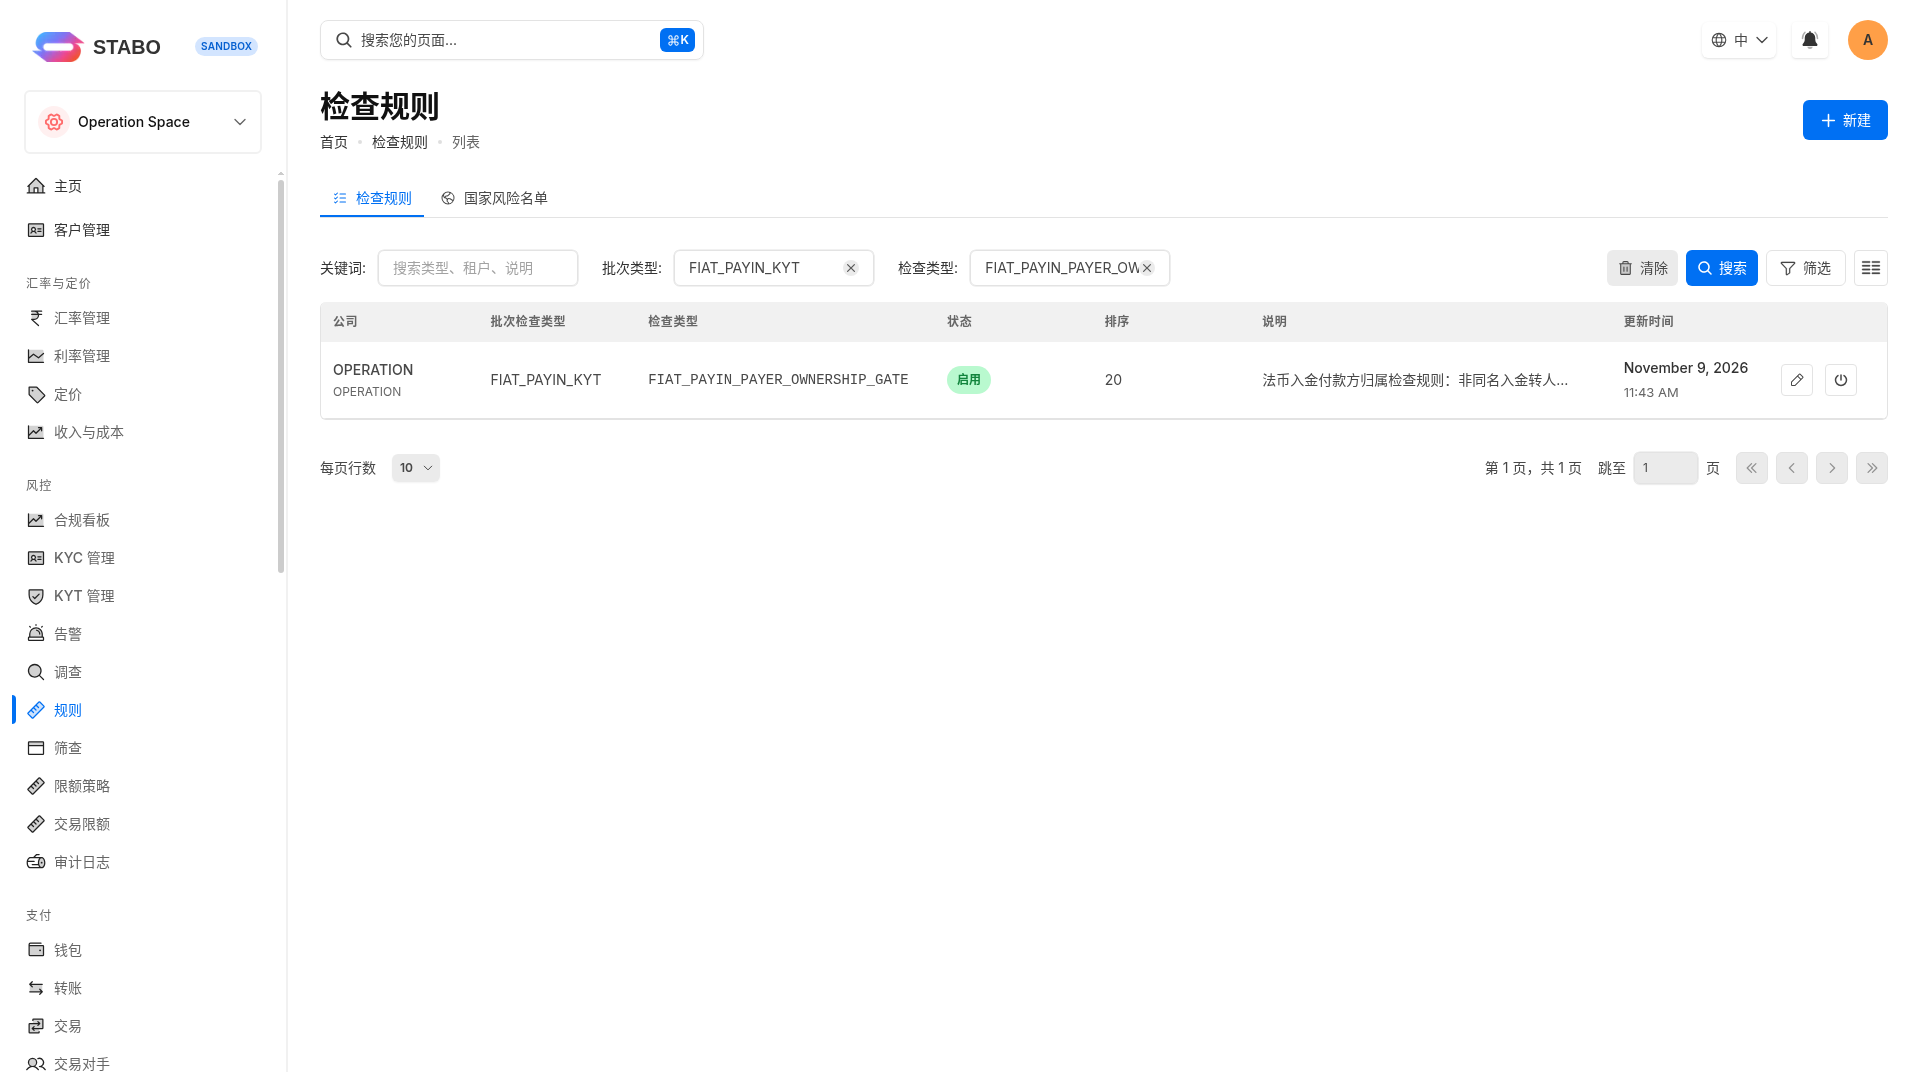 STABO
SANDBOX
Operation Space
主页
客户管理
汇率与定价
汇率管理
利率管理
定价
收入与成本
风控
合规看板
KYC 管理
KYT 管理
告警
调查
规则
筛查
限额策略
交易限额
审计日志
支付
钱包
转账
交易
交易对手
搜索您的页面...
⌘K
中
A
检查规则
首页 • 检查规则 • 列表
新建
检查规则
国家风险名单
关键词: 搜索类型、租户、说明
批次类型: FIAT_PAYIN_KYT
检查类型: FIAT_PAYIN_PAYER_OW
清除
搜索
筛选
公司 批次检查类型 检查类型 状态 排序 说明 更新时间
OPERATION
OPERATION
FIAT_PAYIN_KYT
FIAT_PAYIN_PAYER_OWNERSHIP_GATE
启用
20
法币入金付款方归属检查规则：非同名入金转人...
November 9, 2026
11:43 AM
每页行数 10
第 1 页，共 1 页 跳至 1 页